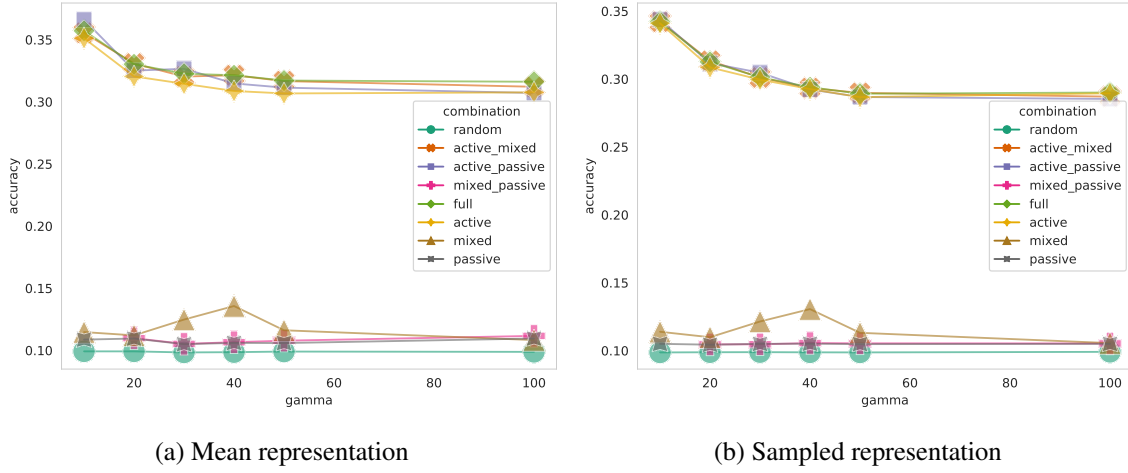 0.35
0.30
0.25
0.20
0.15
0.10
accuracy
20
40
60
80
100
gamma
combination
random
active_mixed
active_passive
mixed_passive
full
active
mixed
passive
(a) Mean representation
0.35
0.30
0.25
0.20
0.15
0.10
accuracy
20
40
60
80
100
gamma
combination
random
active_mixed
active_passive
mixed_passive
full
active
mixed
passive
(b) Sampled representation